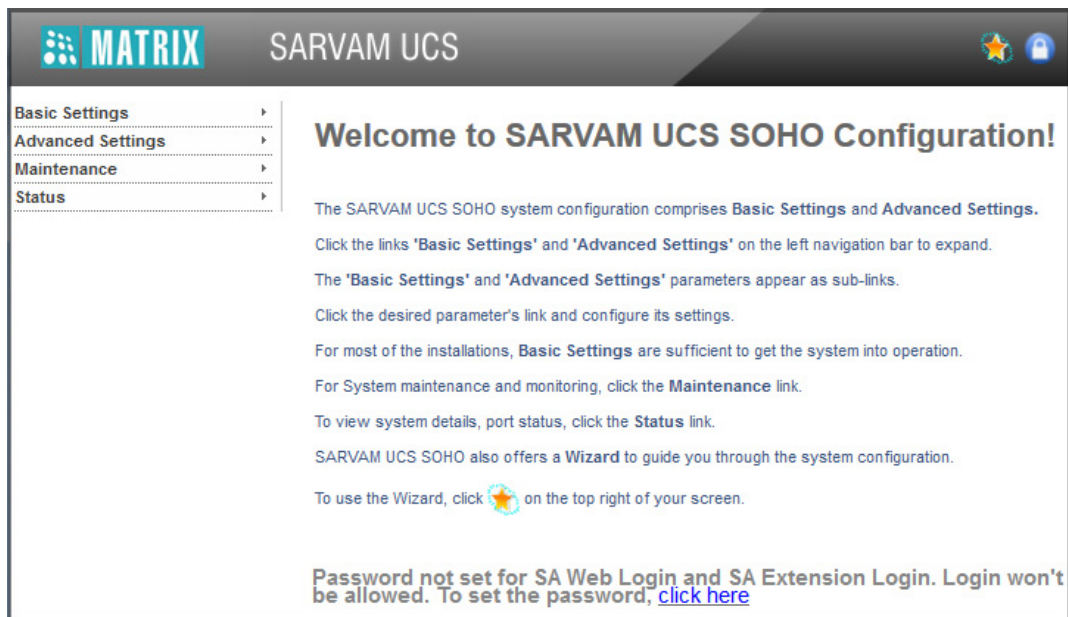 MATRIX SARVAM UCS
Basic Settings
Advanced Settings
Maintenance
Status
Welcome to SARVAM UCS SOHO Configuration!
The SARVAM UCS SOHO system configuration comprises Basic Settings and Advanced Settings.
Click the links 'Basic Settings' and 'Advanced Settings' on the left navigation bar to expand.
The 'Basic Settings' and 'Advanced Settings' parameters appear as sub-links.
Click the desired parameter's link and configure its settings.
For most of the installations, Basic Settings are sufficient to get the system into operation.
For System maintenance and monitoring, click the Maintenance link.
To view system details, port status, click the Status link.
SARVAM UCS SOHO also offers a Wizard to guide you through the system configuration.
To use the Wizard, click on the top right of your screen.
Password not set for SA Web Login and SA Extension Login. Login won't
be allowed. To set the password, click here